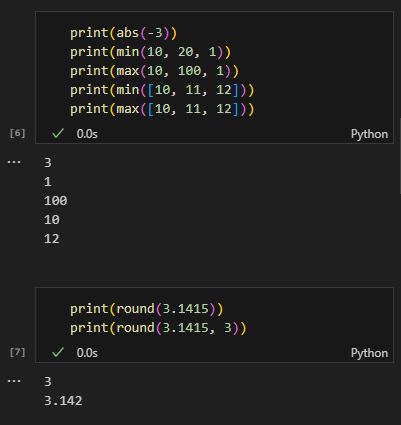 print(abs(-3))
print(min(10, 20, 1))
print(max(10, 100, 1))
print(min([10, 11, 12]))
print(max([10, 11, 12]))
[6] ✓ 0.0s Python
... 3
1
100
10
12
print(round(3.1415))
print(round(3.1415, 3))
[7] ✓ 0.0s Python
... 3
3.142